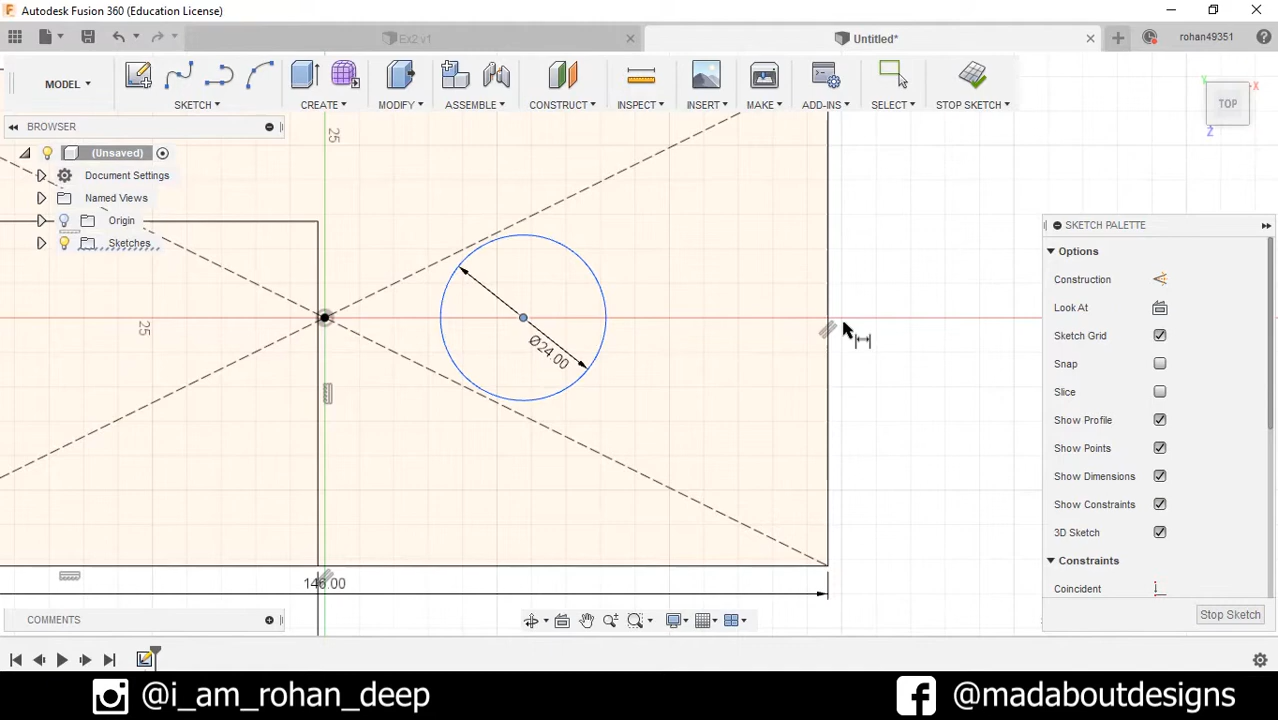 Autodesk Fusion 360 (Education License)
Ex2 v1
Untitled*
rohan49351
MODEL
SKETCH
CREATE
MODIFY
ASSEMBLE
CONSTRUCT
INSPECT
INSERT
MAKE
ADD-INS
SELECT
STOP SKETCH
TOP
X
Y
Z
BROWSER
(Unsaved)
Document Settings
Named Views
Origin
Sketches
25
25
Ø24.00
146.00
SKETCH PALETTE
Options
Construction
Look At
Sketch Grid
Snap
Slice
Show Profile
Show Points
Show Dimensions
Show Constraints
3D Sketch
Constraints
Coincident
Stop Sketch
COMMENTS
@i_am_rohan_deep
@madaboutdesigns